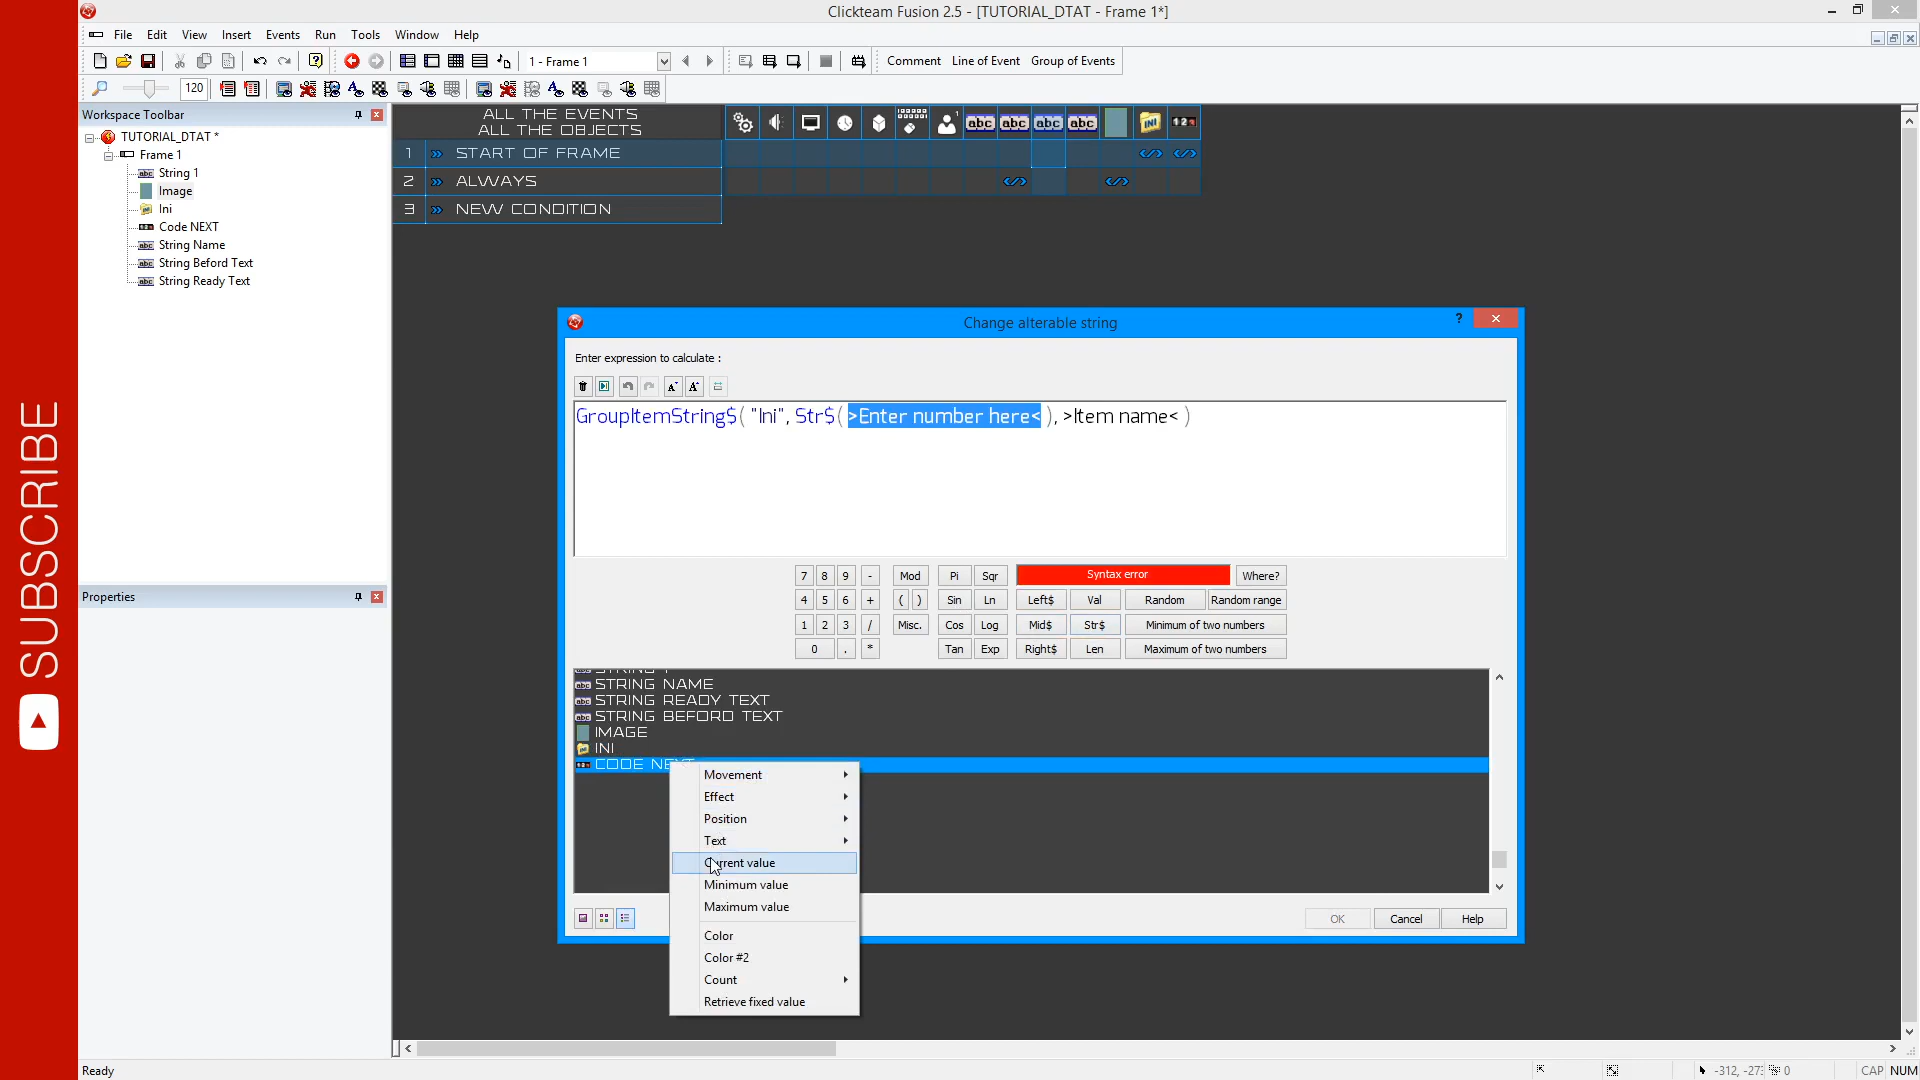 Clickteam Fusion 2.5 - [TUTORIAL_DTAT - Frame 1*]
File Edit View Insert Events Run Tools Window Help
1 - Frame 1
Comment Line of Event Group of Events
120
Workspace Toolbar
TUTORIAL_DTAT *
Frame 1
String 1
Image
Ini
Code NEXT
String Name
String Beford Text
String Ready Text
Properties
ALL THE EVENTS
ALL THE OBJECTS
1 START OF FRAME
2 ALWAYS
3 NEW CONDITION
abc abc abc abc
SUBSCRIBE
Change alterable string
?
Enter expression to calculate :
GroupItemString$( "Ini", Str$( >Enter number here< ), >Item name< )
7 8 9 - Mod Pi Sqr Syntax error Where?
4 5 6 + ( ) Sin Ln Left$ Val Random Random range
1 2 3 / Misc. Cos Log Mid$ Str$ Minimum of two numbers
0 . * Tan Exp Right$ Len Maximum of two numbers
STRING NAME
STRING READY TEXT
STRING BEFORD TEXT
IMAGE
INI
CODE NEXT
Movement
Effect
Position
Text
Current value
Minimum value
Maximum value
Color
Color #2
Count
Retrieve fixed value
OK Cancel Help
Ready
0 CAP NUM